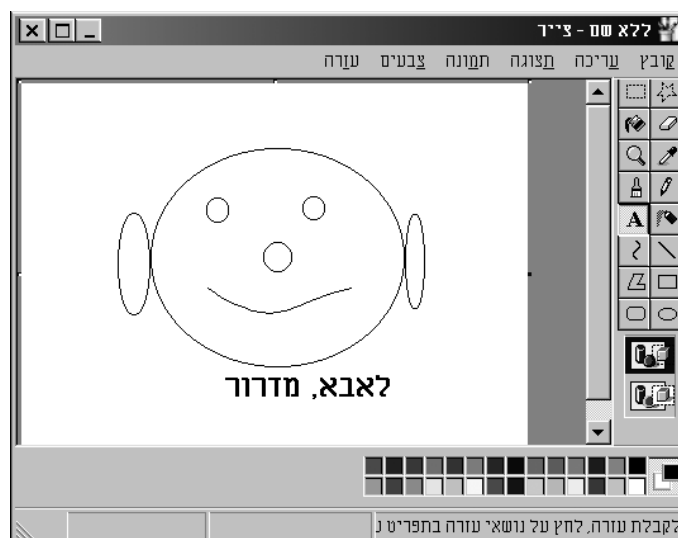 ללא שם - צייר
קובץ עריכה תצוגה תמונה צבעים עזרה
A
לאבא, מדרור
לקבלת עזרה, לחץ על נושאי עזרה בתפריט